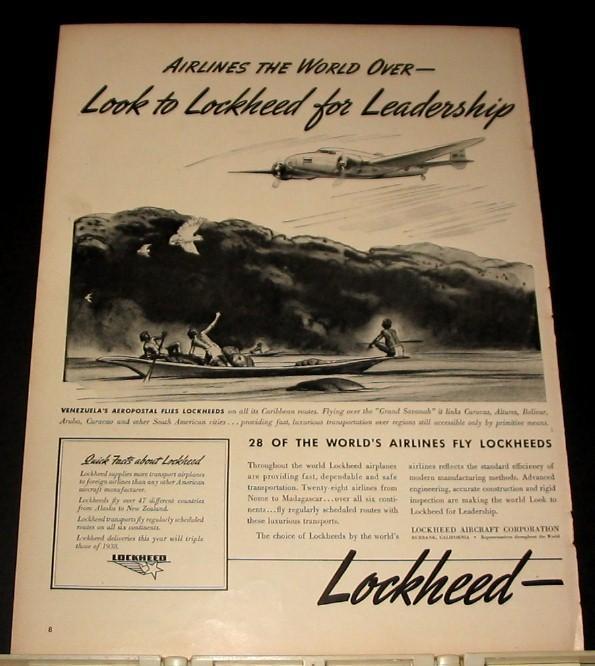 AIRLINES THE WORLD OVER—
Look to Lockheed for Leadership
VENEZUELA'S AEROPOSTAL FLIES LOCKHEEDS on all its Caribbean routes. Flying over the "Grand Savanah" it links Caracas, Altures, Bolivar,
Aruba, Curacao and other South American cities . . . providing fast, luxurious transportation over regions still accessible only by primitive means.
Quick Facts about Lockheed
Lockheed supplies more transport airplanes
to foreign airlines than any other American
aircraft manufacturer.
Lockheeds fly over 47 different countries
from Alaska to New Zealand.
Lockheed transports fly regularly scheduled
routes on all six continents.
Lockheed deliveries this year will triple
those of 1938.
LOCKHEED
28 OF THE WORLD'S AIRLINES FLY LOCKHEEDS
Throughout the world Lockheed airplanes
are providing fast, dependable and safe
transportation. Twenty-eight airlines from
Nome to Madagascar...over all six conti-
nents...fly regularly scheduled routes with
these luxurious transports.
The choice of Lockheeds by the world's
airlines reflects the standard efficiency of
modern manufacturing methods. Advanced
engineering, accurate construction and rigid
inspection are making the world Look to
Lockheed for Leadership.
LOCKHEED AIRCRAFT CORPORATION
BURBANK, CALIFORNIA • Representatives throughout the World
Lockheed—
8